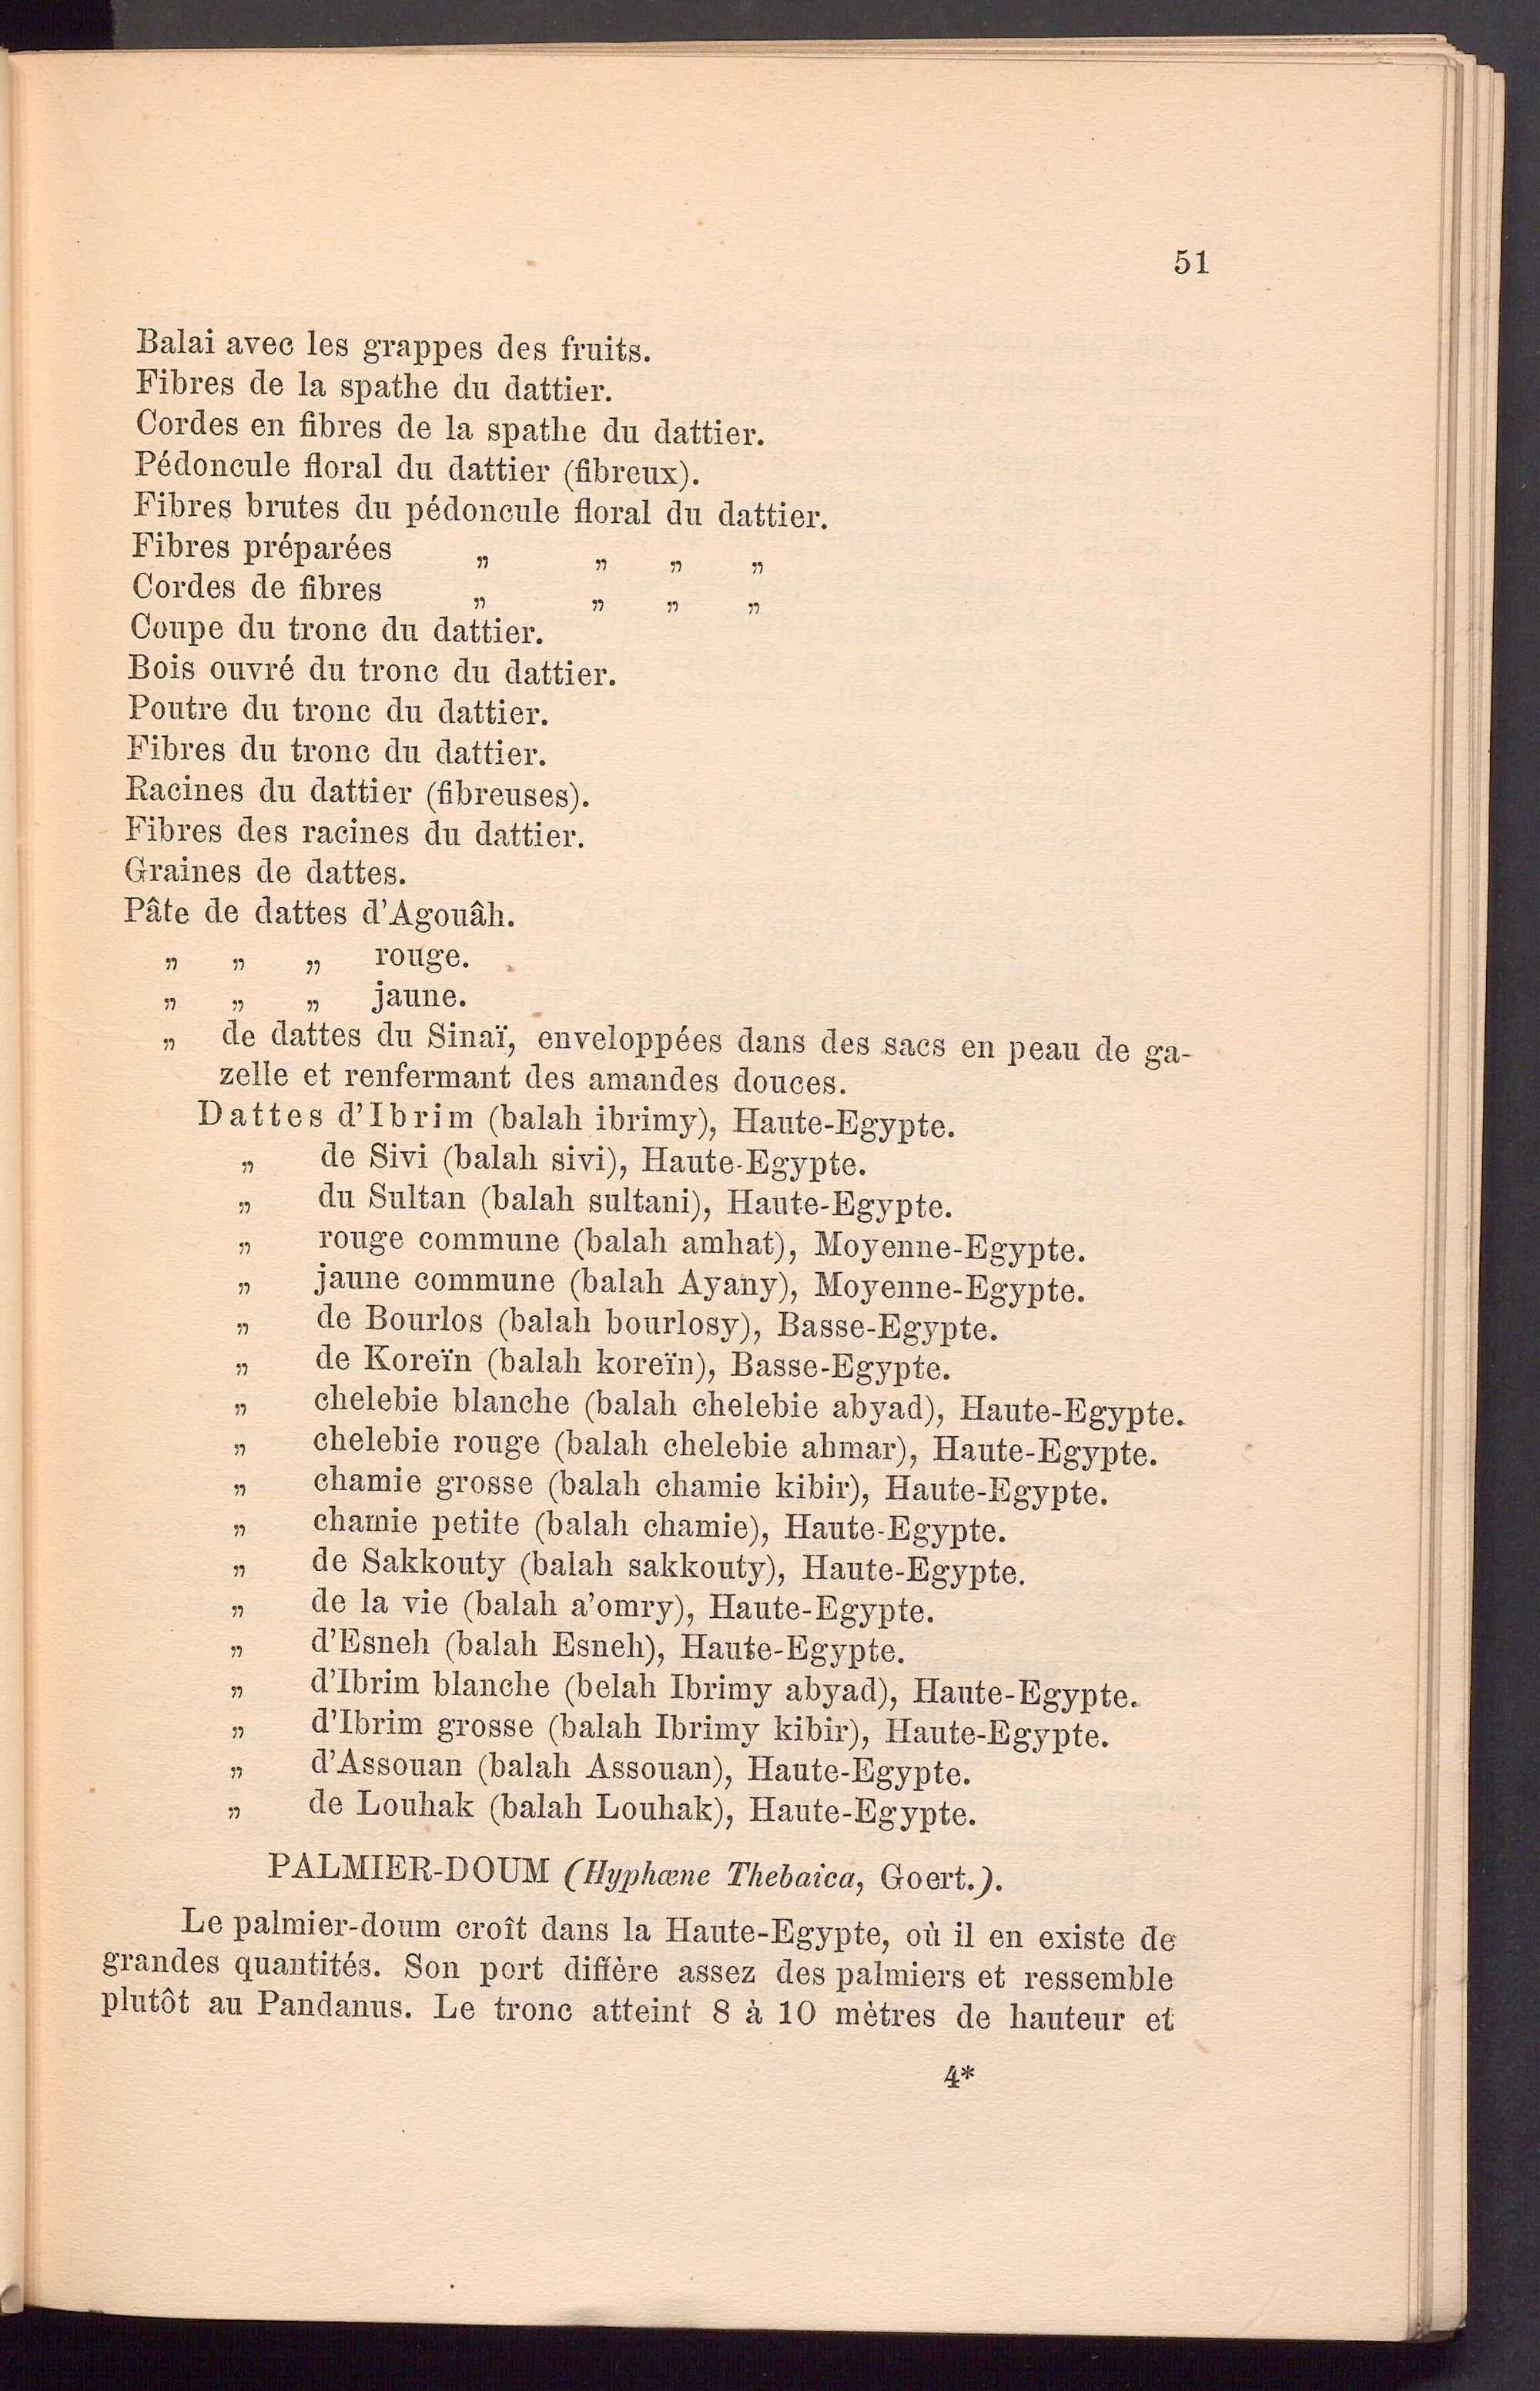 51
Balai avec les grappes des fruits.
Fibres de la spathe du dattier.
Cordes en fibres de la spathe du dattier.
Pédoncule floral du dattier (fibreux).
Fibres brutes du pédoncule floral du dattier.
Fibres préparées „ „ „ „
Cordes de fibres „ „ „ „
Coupe du tronc du dattier.
Bois ouvré du tronc du dattier.
Poutre du tronc du dattier.
Fibres du tronc du dattier.
Racines du dattier (fibreuses).
Fibres des racines du dattier.
Graines de dattes.
Pâte de dattes d'Agouâh.
„ „ „ rouge.
„ „ „ jaune.
„ de dattes du Sinaï, enveloppées dans des sacs en peau de ga-
zelle et renfermant des amandes douces.
Dattes d'Ibrim (balah ibrimy), Haute-Egypte.
„ de Sivi (balah sivi), Haute-Egypte.
„ du Sultan (balah sultani), Haute-Egypte.
„ rouge commune (balah amhat), Moyenne-Egypte.
„ jaune commune (balah Ayany), Moyenne-Egypte.
„ de Bourlos (balah bourlosy), Basse-Egypte.
„ de Koreïn (balah koreïn), Basse-Egypte.
„ chelebie blanche (balah chelebie abyad), Haute-Egypte.
„ chelebie rouge (balah chelebie ahmar), Haute-Egypte.
„ chamie grosse (balah chamie kibir), Haute-Egypte.
„ chamie petite (balah chamie), Haute-Egypte.
„ de Sakkouty (balah sakkouty), Haute-Egypte.
„ de la vie (balah a'omry), Haute-Egypte.
„ d'Esneh (balah Esneh), Haute-Egypte.
„ d'Ibrim blanche (belah Ibrimy abyad), Haute-Egypte.
„ d'Ibrim grosse (balah Ibrimy kibir), Haute-Egypte.
„ d'Assouan (balah Assouan), Haute-Egypte.
„ de Louhak (balah Louhak), Haute-Egypte.
PALMIER-DOUM (Hyphœne Thebaica, Goert.).
Le palmier-doum croît dans la Haute-Egypte, où il en existe de
grandes quantités. Son port diffère assez des palmiers et ressemble
plutôt au Pandanus. Le tronc atteint 8 à 10 mètres de hauteur et
4*